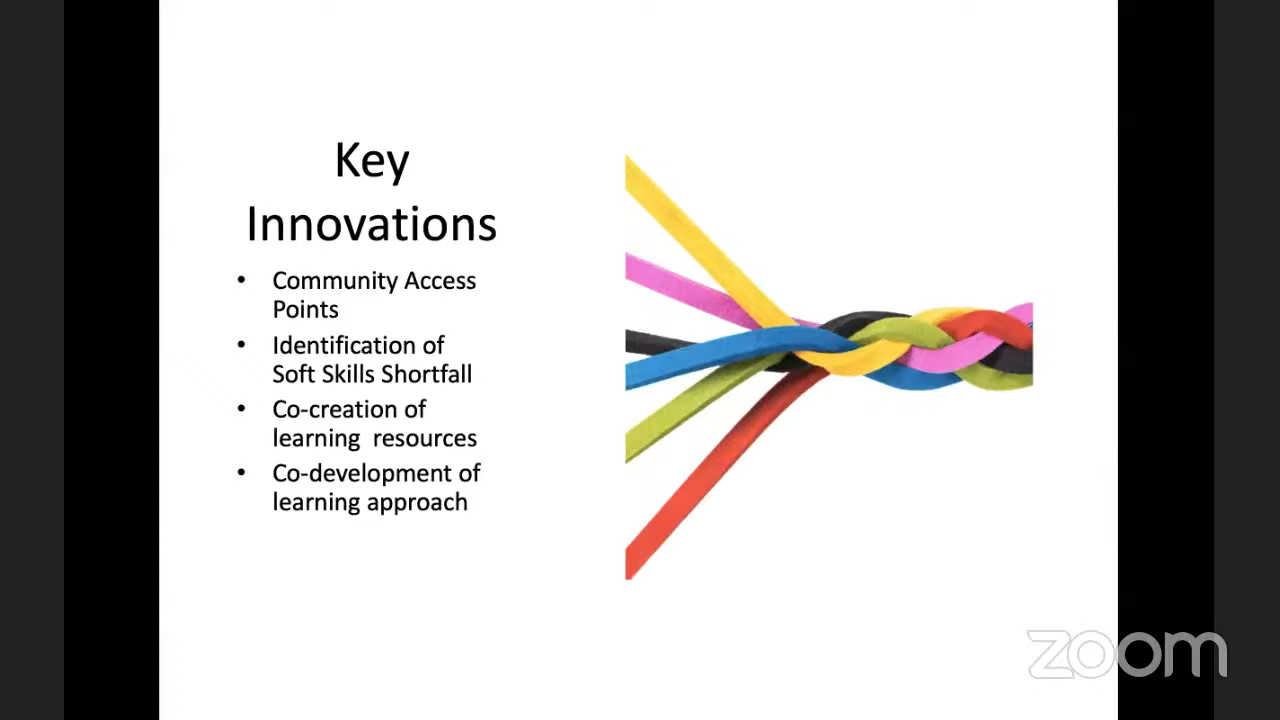 Key
Innovations
• Community Access
Points
• Identification of
Soft Skills Shortfall
• Co-creation of
learning  resources
• Co-development of
learning approach
zoom